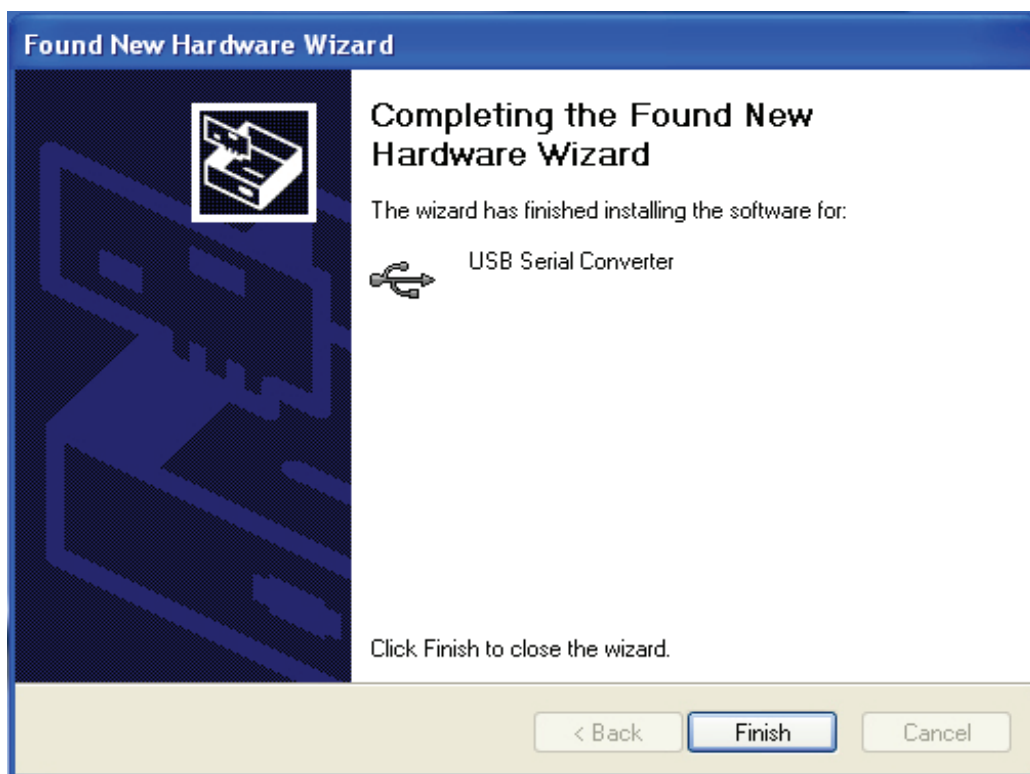 Found New Hardware Wizard
Completing the Found New
Hardware Wizard
The wizard has finished installing the software for:
USB Serial Converter
Click Finish to close the wizard.
< Back
Finish
Cancel